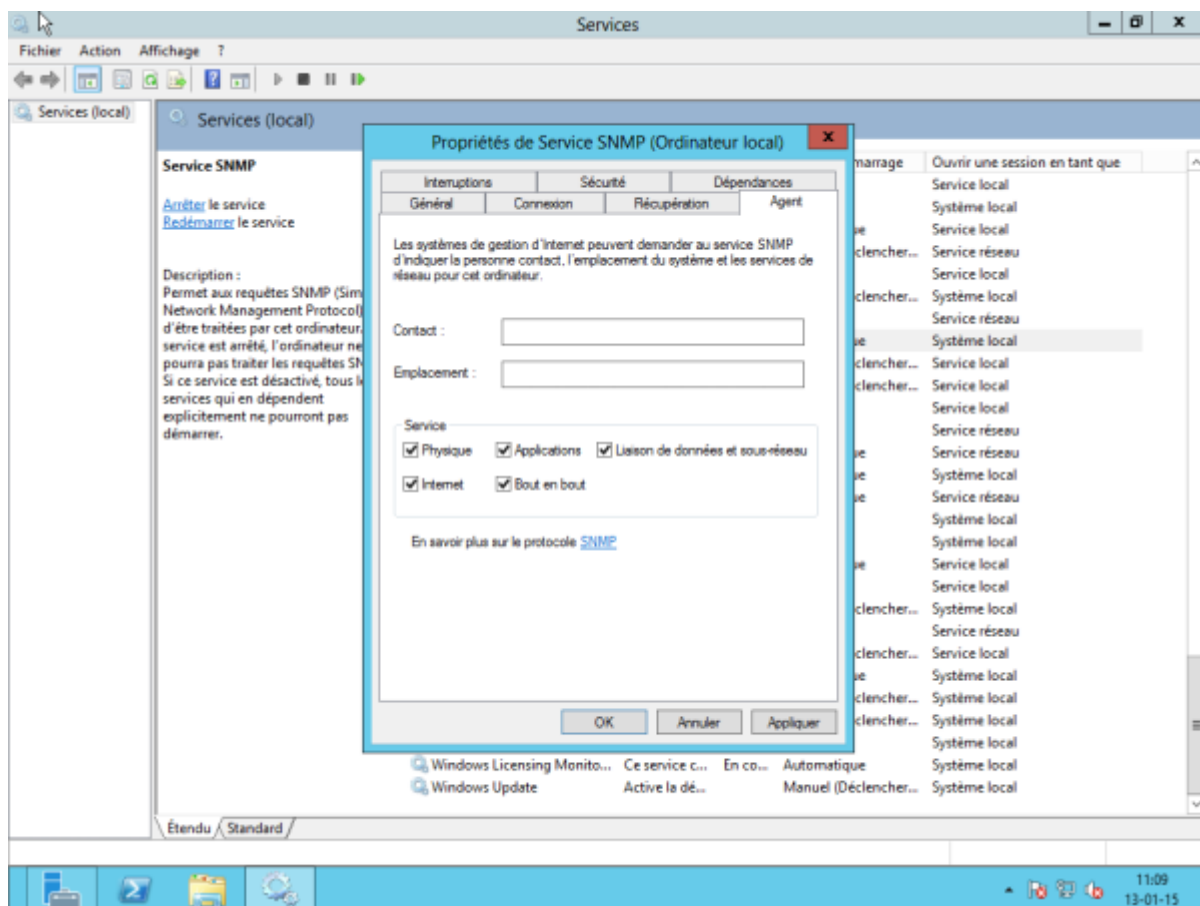 Services
Fichier Action Affichage ?
Services (local)
Services (local)
Service SNMP
Arrêter le service
Redémarrer le service
Description :
Permet aux requêtes SNMP (Sim
Network Management Protocol)
d'être traitées par cet ordinateur.
service est arrêté, l'ordinateur ne
pourra pas traiter les requêtes SN
Si ce service est désactivé, tous l
services qui en dépendent
explicitement ne pourront pas
démarrer.
Propriétés de Service SNMP (Ordinateur local)
Interruptions Sécurité Dépendances
Général Connexion Récupération Agent
Les systèmes de gestion d'Internet peuvent demander au service SNMP
d'indiquer la personne contact, l'emplacement du système et les services de
réseau pour cet ordinateur.
Contact :
Emplacement :
Service
Physique Applications Liaison de données et sous-réseau
Internet Bout en bout
En savoir plus sur le protocole SNMP
OK Annuler Appliquer
marrage Ouvrir une session en tant que
Service local
Système local
ue Service local
clencher... Service réseau
Service local
clencher... Système local
Service réseau
ue Système local
clencher... Service local
clencher... Service local
Service local
Service réseau
ue Service réseau
ue Système local
ue Service réseau
Système local
Système local
ue Service local
Service local
clencher... Système local
Service réseau
clencher... Service local
ue Système local
clencher... Système local
clencher... Système local
Système local
Windows Licensing Monito... Ce service c... En co... Automatique Système local
Windows Update Active la dé... Manuel (Déclencher... Système local
Étendu Standard
11:09
13-01-15